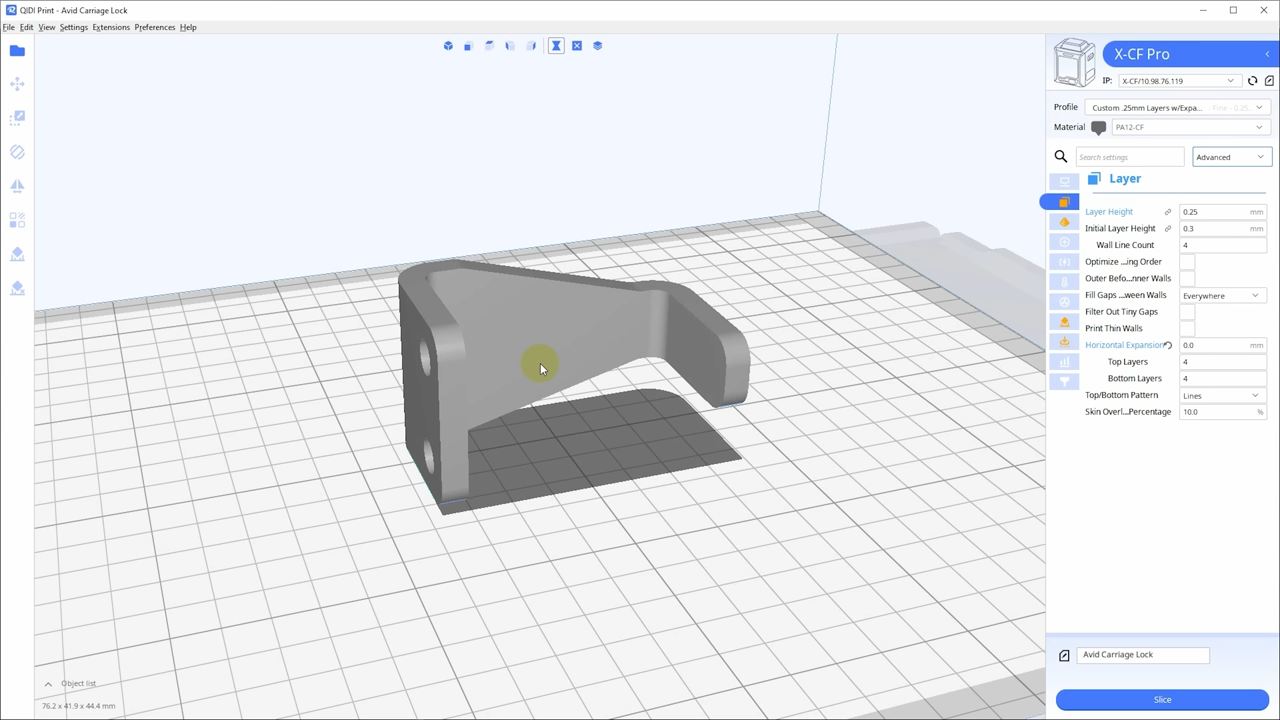 QIDI Print - Avid Carriage Lock
File Edit View Settings Extensions Preferences Help
X-CF Pro
IP: X-CF/10.98.76.119
Profile Custom .25mm Layers w/Expa... Fine - 0.25
Material PA12-CF
Search settings Advanced
Layer
Layer Height 0.25 mm
Initial Layer Height 0.3 mm
Wall Line Count 4
Optimize ...ing Order
Outer Befo...nner Walls
Fill Gaps ...ween Walls Everywhere
Filter Out Tiny Gaps
Print Thin Walls
Horizontal Expansion 0.0 mm
Top Layers 4
Bottom Layers 4
Top/Bottom Pattern Lines
Skin Overl...Percentage 10.0 %
Object list
76.2 x 41.9 x 44.4 mm
Avid Carriage Lock
Slice